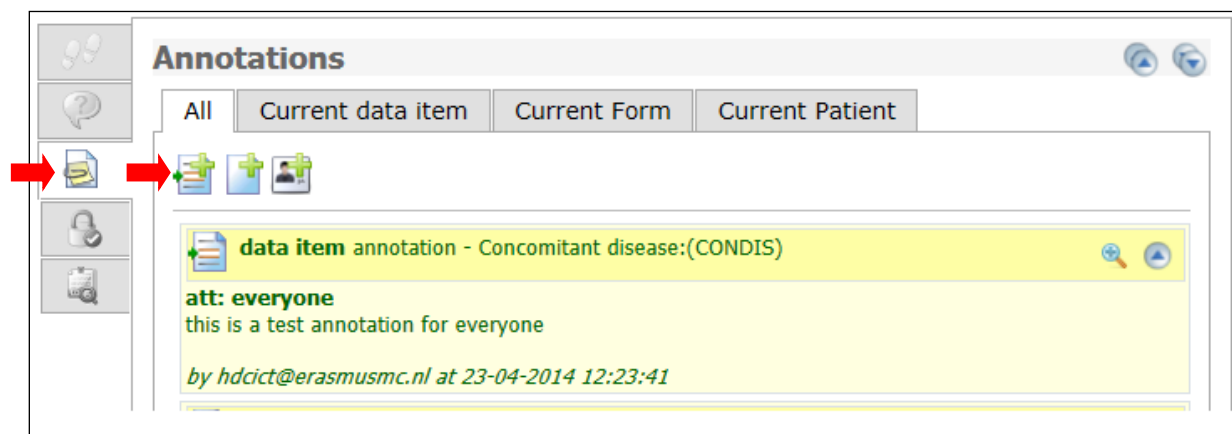 Annotations
All
Current data item
Current Form
Current Patient
data item annotation - Concomitant disease:(CONDIS)
att: everyone
this is a test annotation for everyone
by hdcict@erasmusmc.nl at 23-04-2014 12:23:41